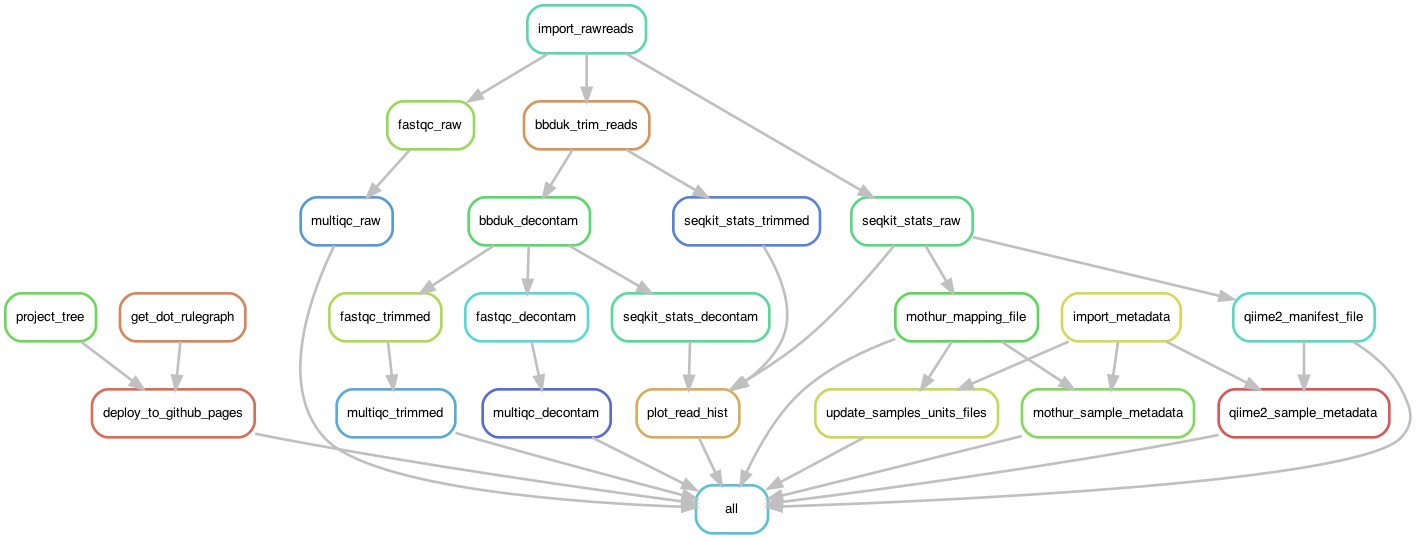 import_rawreads
fastqc_raw
bbduk_trim_reads
multiqc_raw
bbduk_decontam
seqkit_stats_trimmed
seqkit_stats_raw
project_tree
get_dot_rulegraph
fastqc_trimmed
fastqc_decontam
seqkit_stats_decontam
mothur_mapping_file
import_metadata
qiime2_manifest_file
deploy_to_github_pages
multiqc_trimmed
multiqc_decontam
plot_read_hist
update_samples_units_files
mothur_sample_metadata
qiime2_sample_metadata
all